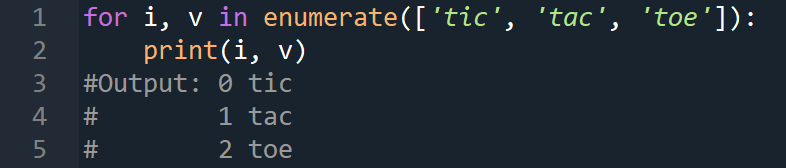 1 for i, v in enumerate(['tic', 'tac', 'toe']):
2     print(i, v)
3 #Output: 0 tic
4 #        1 tac
5 #        2 toe